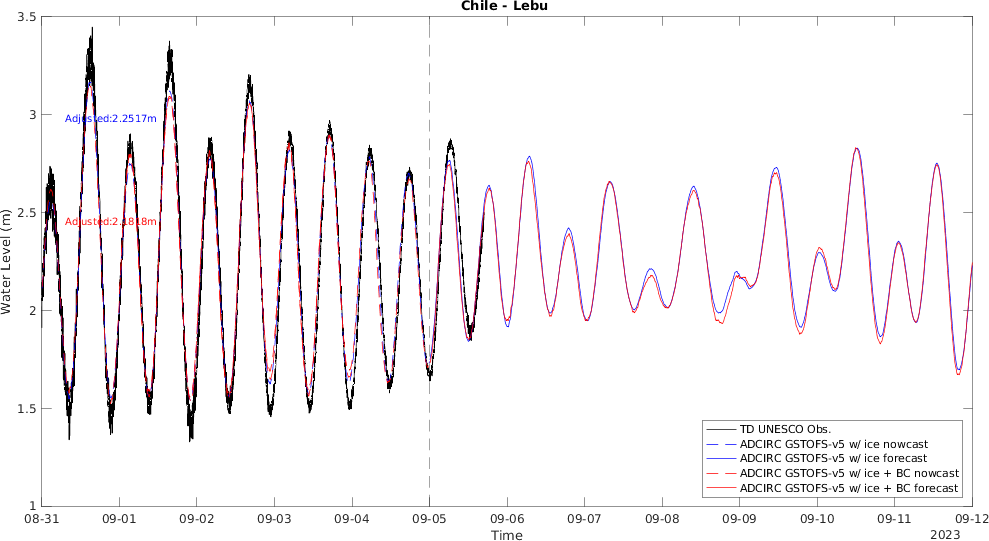 Chile - Lebu
3.5
3
2.5
2
1.5
1
Water Level (m)
Adjusted:2.2517m
Adjusted:2.1818m
TD UNESCO Obs.
ADCIRC GSTOFS-v5 w/ ice nowcast
ADCIRC GSTOFS-v5 w/ ice forecast
ADCIRC GSTOFS-v5 w/ ice + BC nowcast
ADCIRC GSTOFS-v5 w/ ice + BC forecast
08-31 09-01 09-02 09-03 09-04 09-05 09-06 09-07 09-08 09-09 09-10 09-11 09-12
Time
2023